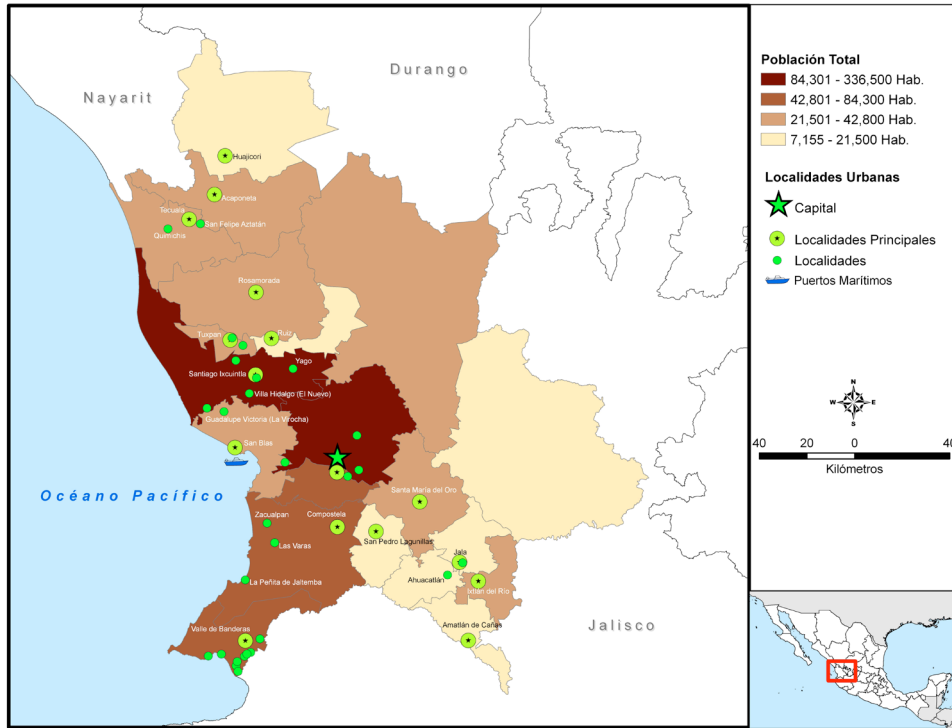 Durango
Nayarit
Huajicori
Acaponela
Tecuala
San Felipe Aztatán
Quimichis
Rosamorada
Tuxpan
Ruiz
Santiago Ixcuintla
Yago
Villa Hidalgo (El Nuevo)
Guadalupe Victoria (La Virocha)
San Blas
Océano Pacífico
Santa María del Oro
Zacualpan
Compostela
San Pedro Lagunillas
Las Varas
Jala
Ahuacatlán
Ixtlán del Río
La Peñita de Jaltemba
Amatlán de Cañas
Valle de Banderas
Jalisco
Población Total
84,301 - 336,500 Hab.
42,801 - 84,300 Hab.
21,501 - 42,800 Hab.
7,155 - 21,500 Hab.
Localidades Urbanas
Capital
Localidades Principales
Localidades
Puertos Marítimos
N
W E
S
40 20 0 40
Kilómetros